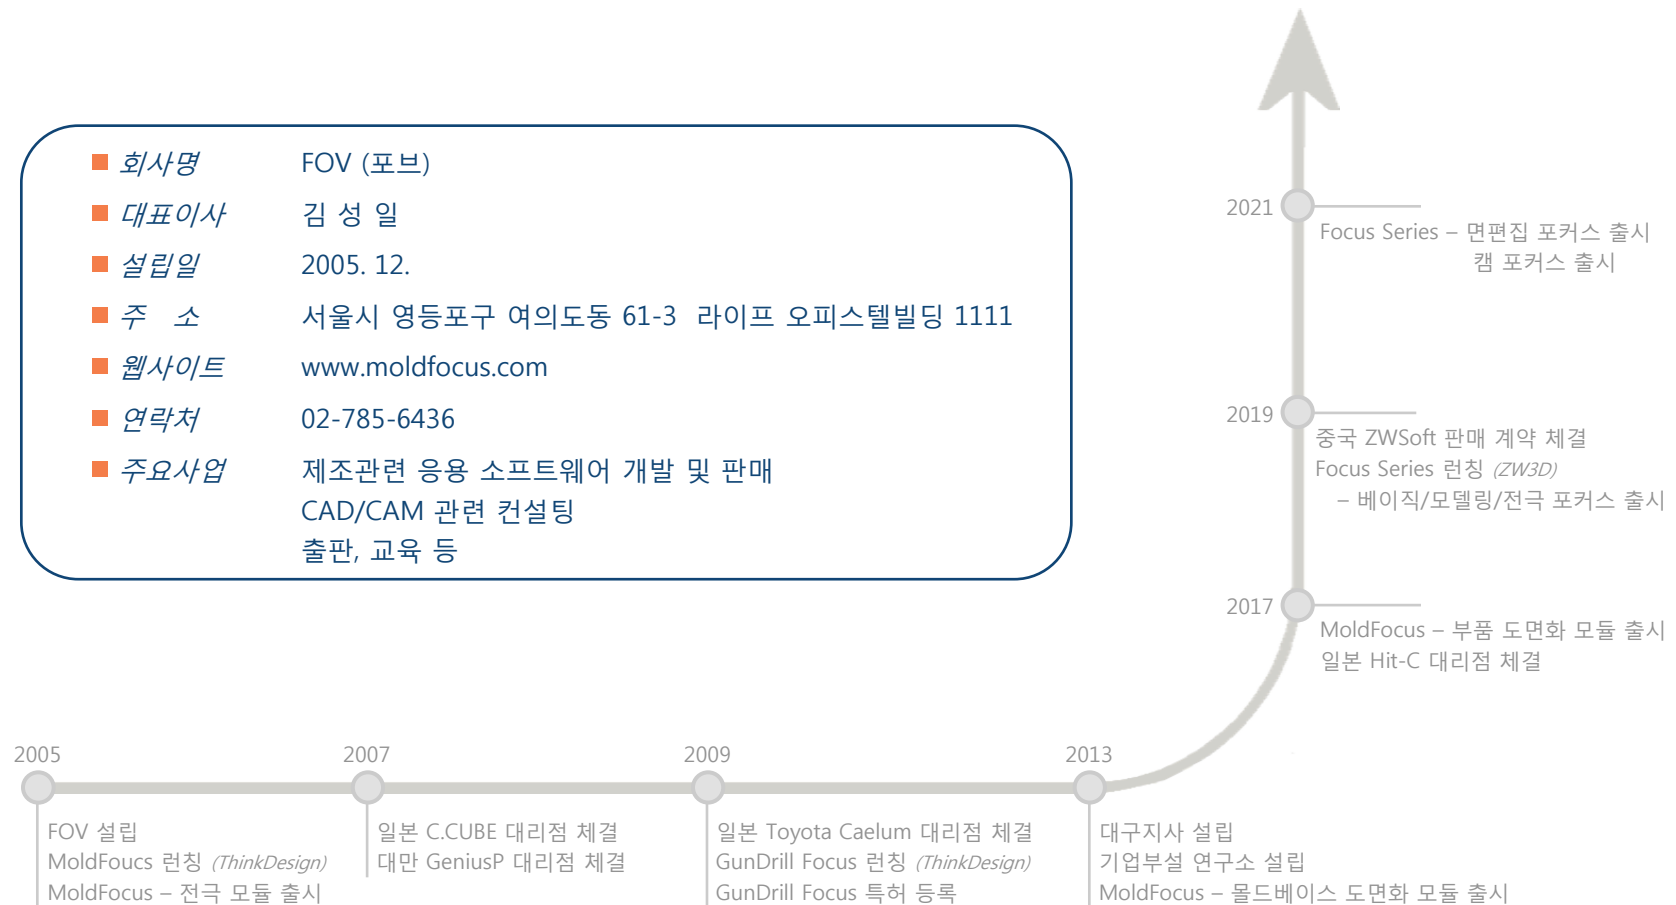 회사명 FOV (포브)
대표이사 김 성 일
설립일 2005. 12.
주 소 서울시 영등포구 여의도동 61-3 라이프 오피스텔빌딩 1111
웹사이트 www.moldfocus.com
연락처 02-785-6436
주요사업 제조관련 응용 소프트웨어 개발 및 판매
CAD/CAM 관련 컨설팅
출판, 교육 등
2021
Focus Series – 면편집 포커스 출시
캠 포커스 출시
2019
중국 ZWSoft 판매 계약 체결
Focus Series 런칭 (ZW3D)
– 베이직/모델링/전극 포커스 출시
2017
MoldFocus – 부품 도면화 모듈 출시
일본 Hit-C 대리점 체결
2005
FOV 설립
MoldFoucs 런칭 (ThinkDesign)
MoldFocus – 전극 모듈 출시
2007
일본 C.CUBE 대리점 체결
대만 GeniusP 대리점 체결
2009
일본 Toyota Caelum 대리점 체결
GunDrill Focus 런칭 (ThinkDesign)
GunDrill Focus 특허 등록
2013
대구지사 설립
기업부설 연구소 설립
MoldFocus – 몰드베이스 도면화 모듈 출시